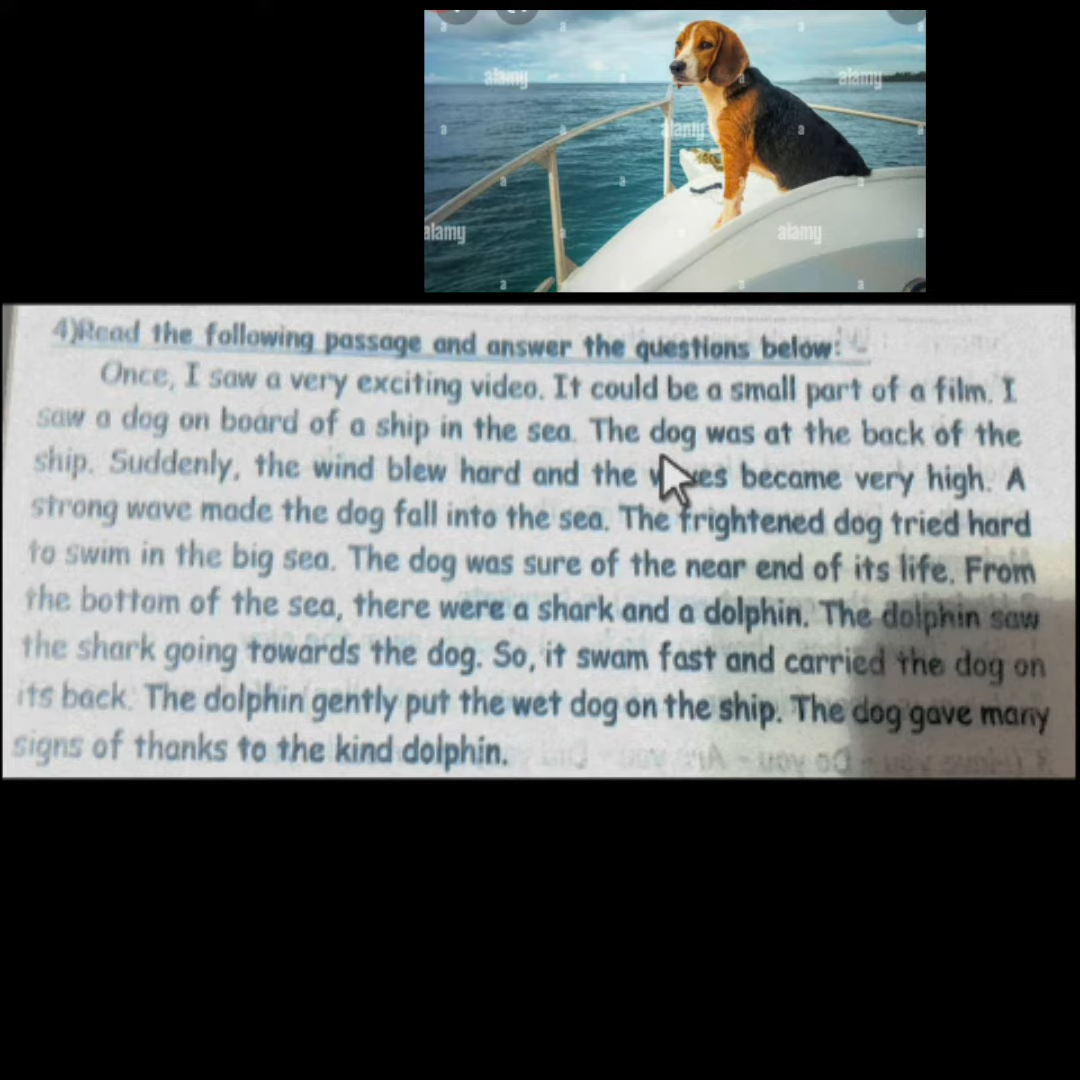 alamy alamy
alamy
alamy alamy
4)Read the following passage and answer the questions below: -
Once, I saw a very exciting video. It could be a small part of a film. I
saw a dog on board of a ship in the sea. The dog was at the back of the
ship. Suddenly, the wind blew hard and the became very high. A
strong wave made the dog fall into the sea. The frightened dog tried hard
to swim in the big sea. The dog was sure of the near end of its life. From
the bottom of the sea, there were a shark and a dolphin. The dolphin saw
the shark going towards the dog. So, it swam fast and carried the dog on
its back. The dolphin gently put the wet dog on the ship. The dog gave many
signs of thanks to the kind dolphin.